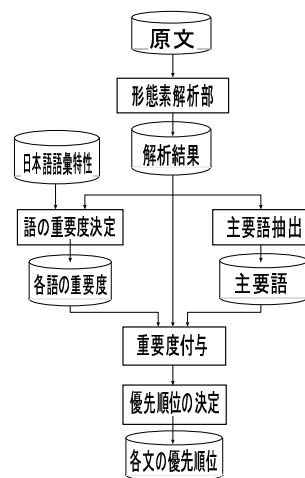 原文
形態素解析部
日本語語彙特性
解析結果
語の重要度決定
主要語抽出
各語の重要度
主要語
重要度付与
優先順位の決定
各文の優先順位